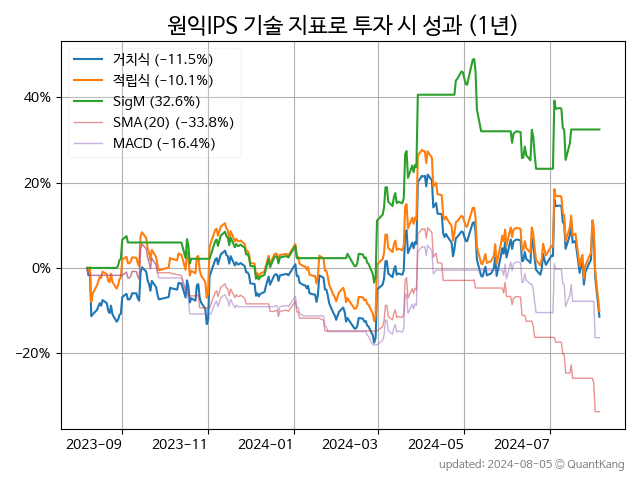 원익IPS 기술 지표로 투자 시 성과 (1년)
거치식 (−11.5%)
적립식 (−10.1%)
SigM (32.6%)
SMA(20) (−33.8%)
MACD (−16.4%)
40%
20%
0%
−20%
2023-09 2023-11 2024-01 2024-03 2024-05 2024-07
updated: 2024-08-05 © QuantKang